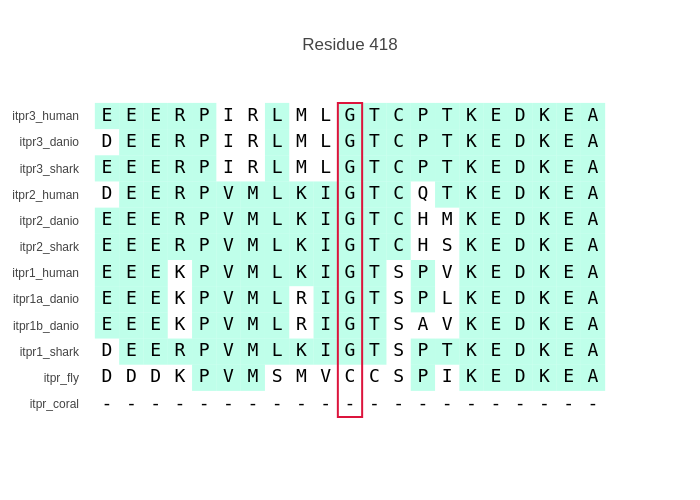 Residue 418
itpr3_human E E E R P I R L M L G T C P T K E D K E A
itpr3_danio D E E R P I R L M L G T C P T K E D K E A
itpr3_shark E E E R P I R L M L G T C P T K E D K E A
itpr2_human D E E R P V M L K I G T C Q T K E D K E A
itpr2_danio E E E R P V M L K I G T C H M K E D K E A
itpr2_shark E E E R P V M L K I G T C H S K E D K E A
itpr1_human E E E K P V M L K I G T S P V K E D K E A
itpr1a_danio E E E K P V M L R I G T S P L K E D K E A
itpr1b_danio E E E K P V M L R I G T S A V K E D K E A
itpr1_shark D E E R P V M L K I G T S P T K E D K E A
itpr_fly D D D K P V M S M V C C S P I K E D K E A
itpr_coral - - - - - - - - - - - - - - - - - - - - -